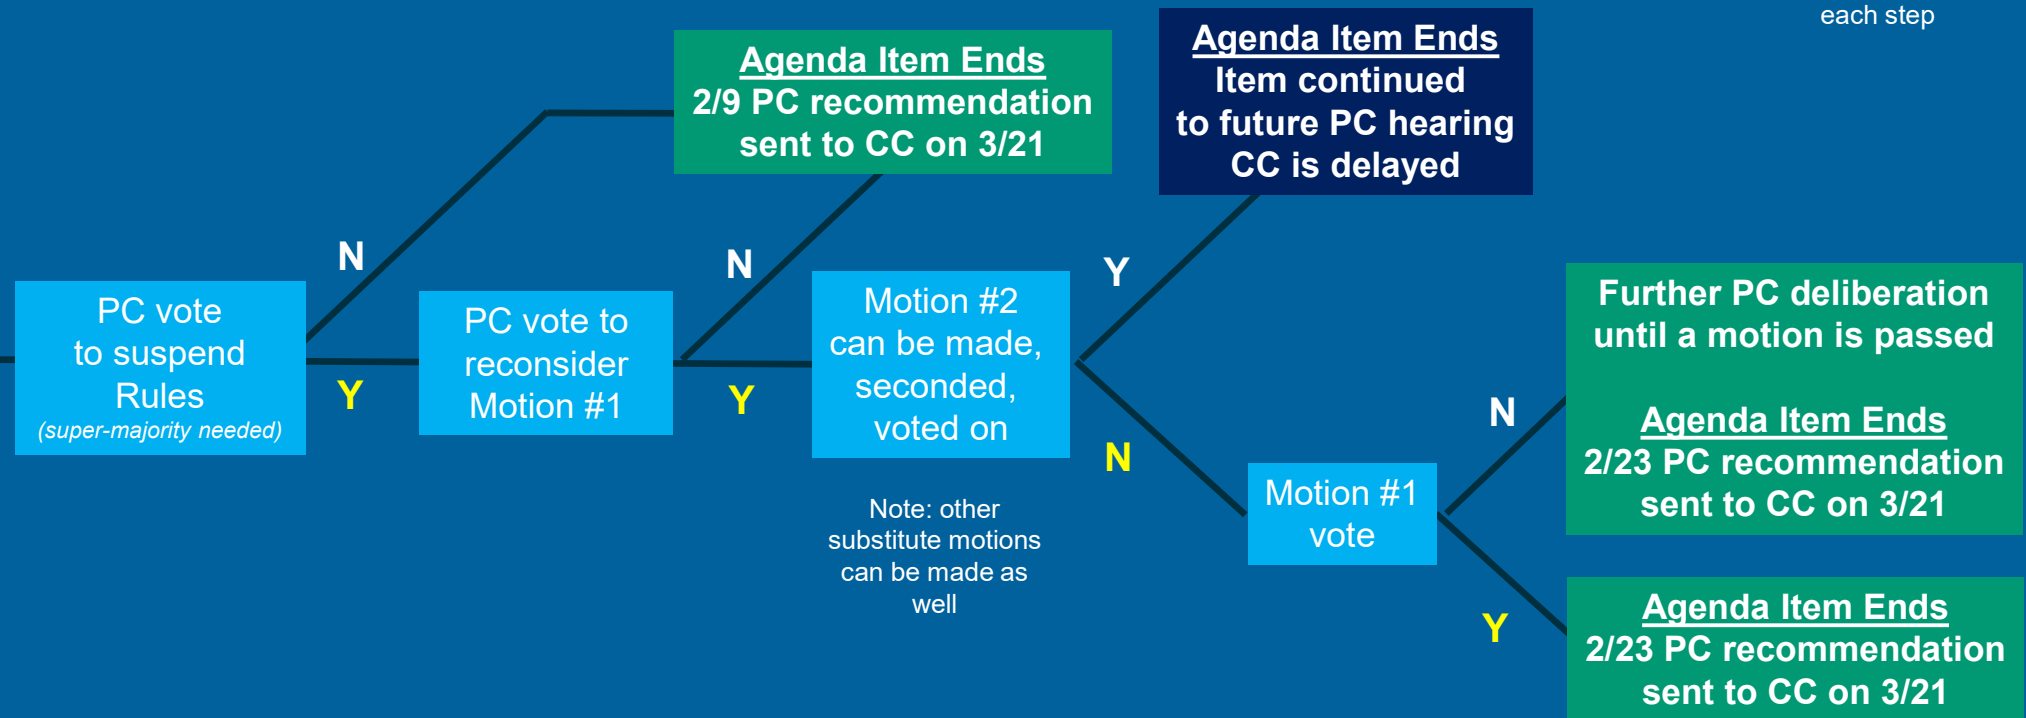 each step
Agenda Item Ends
2/9 PC recommendation
sent to CC on 3/21
Agenda Item Ends
Item continued
to future PC hearing
CC is delayed
N
N
Y
PC vote
to suspend
Rules
(super-majority needed)
Y
PC vote to
reconsider
Motion #1
Y
Motion #2
can be made,
seconded,
voted on
N
Note: other
substitute motions
can be made as
well
Motion #1
vote
N
Further PC deliberation
until a motion is passed
Agenda Item Ends
2/23 PC recommendation
sent to CC on 3/21
Y
Agenda Item Ends
2/23 PC recommendation
sent to CC on 3/21